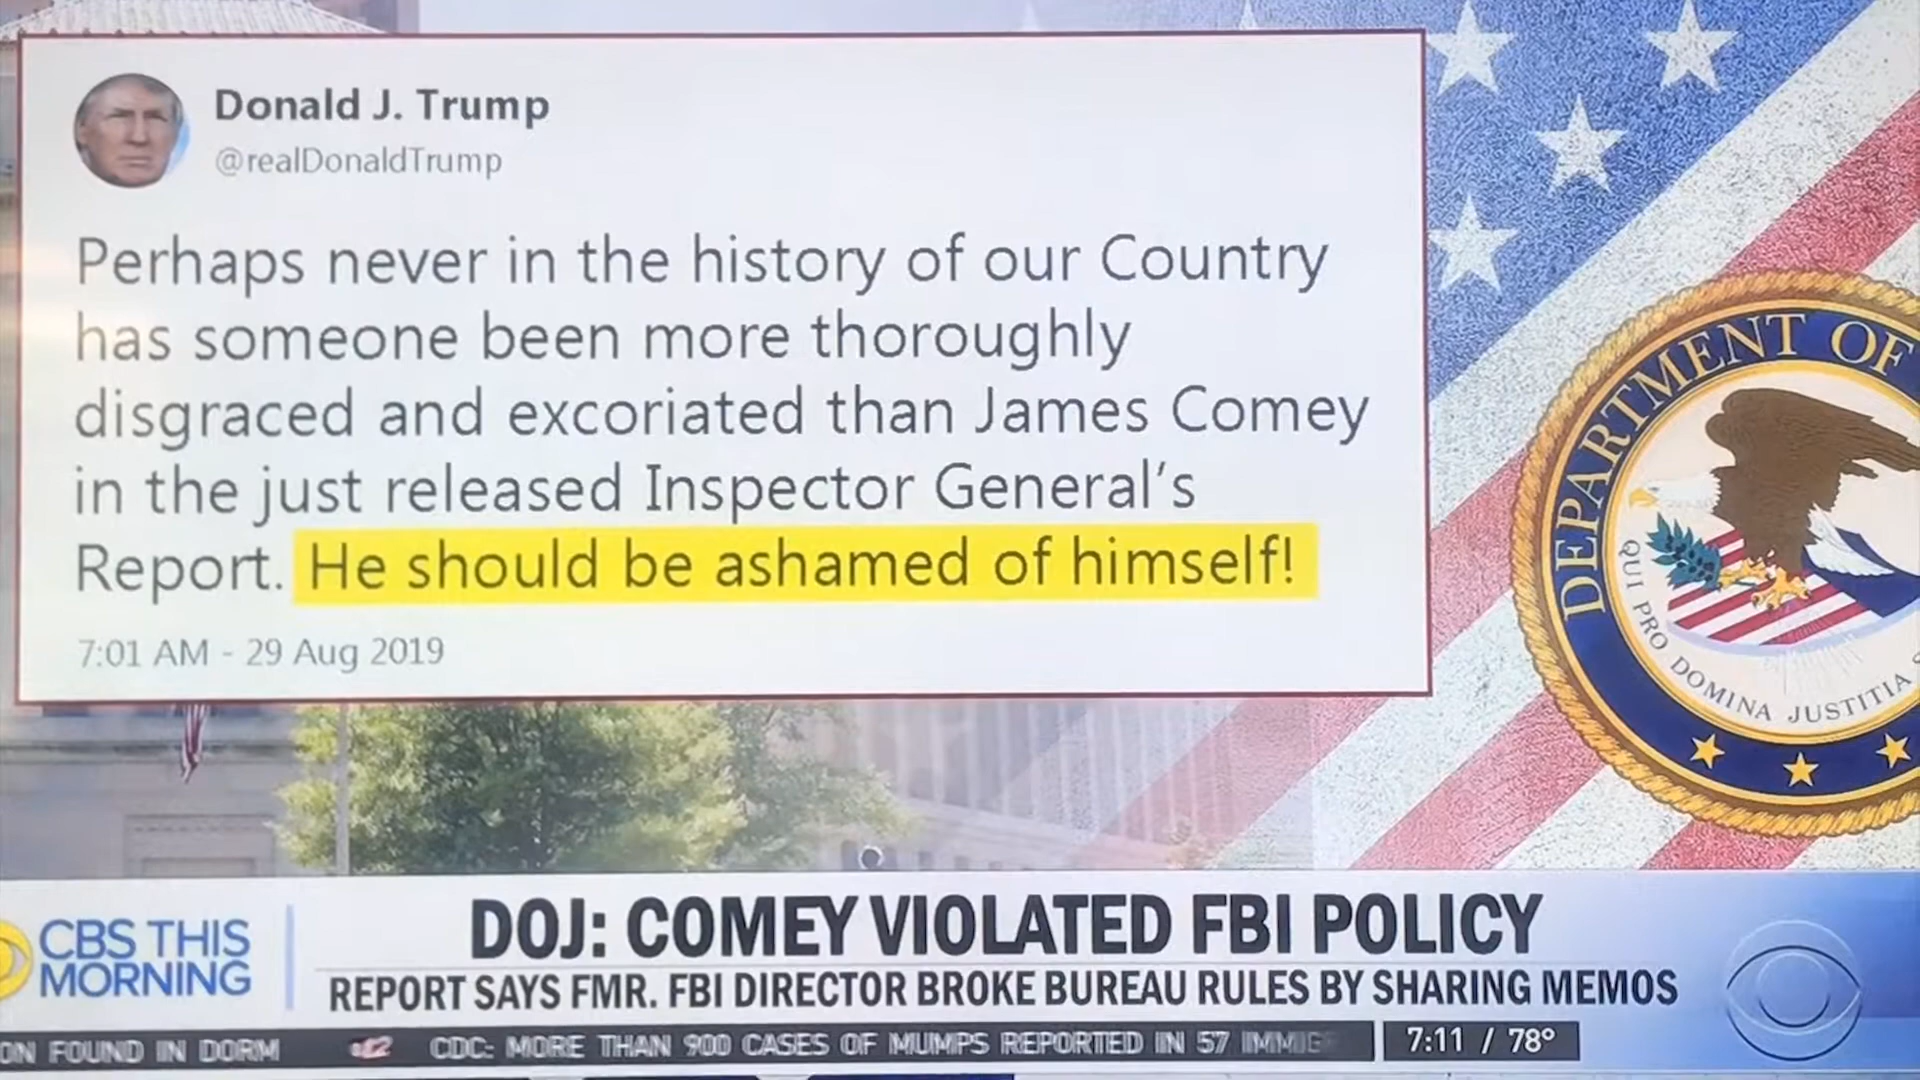 Donald J. Trump
@realDonaldTrump
Perhaps never in the history of our Country
has someone been more thoroughly
disgraced and excoriated than James Comey
in the just released Inspector General's
Report. He should be ashamed of himself!
7:01 AM - 29 Aug 2019
DEPARTMENT OF
QUI PRO DOMINA JUSTITIA
CBS THIS
MORNING
DOJ: COMEY VIOLATED FBI POLICY
REPORT SAYS FMR. FBI DIRECTOR BROKE BUREAU RULES BY SHARING MEMOS
ON FOUND IN DORM
CDC: MORE THAN 900 CASES OF MUMPS REPORTED IN 57
7:11 / 78°